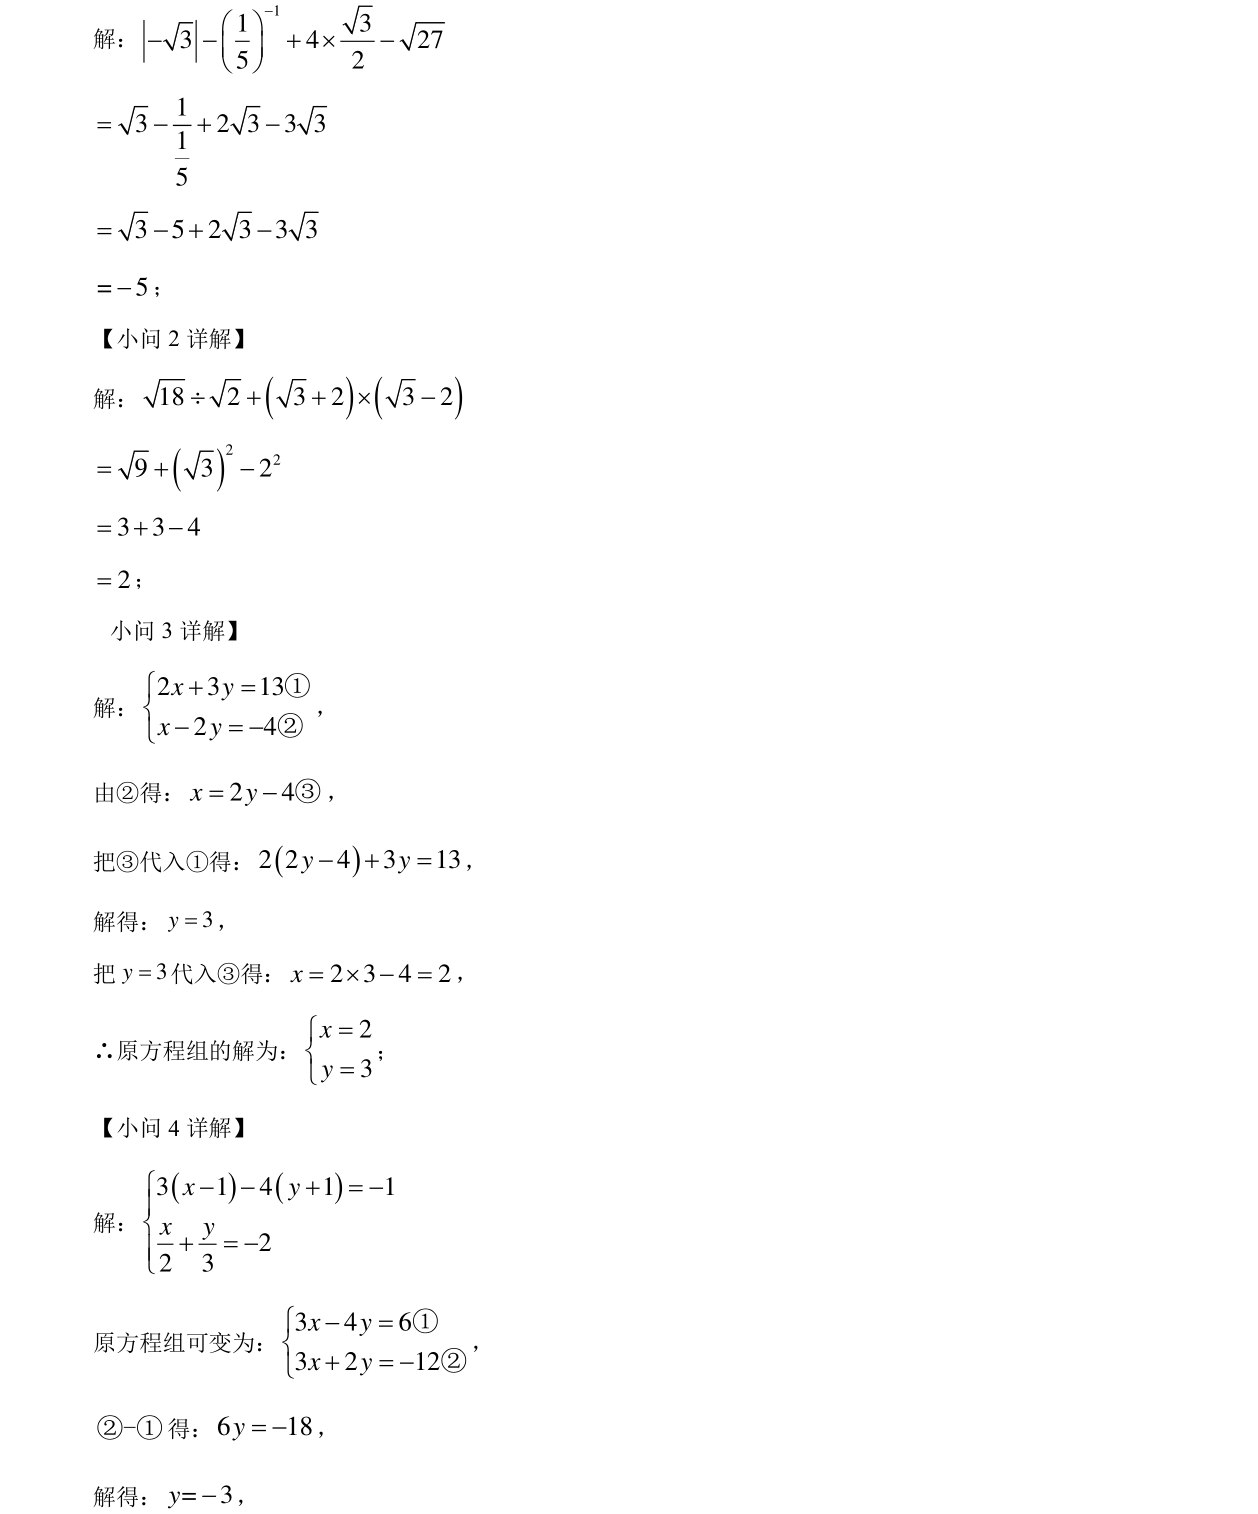 解：|−√3|−(1/5)⁻¹+4×√3/2−√27
=√3−1/(1/5)+2√3−3√3
=√3−5+2√3−3√3
=−5；
【小问 2 详解】
解：√18÷√2+(√3+2)×(√3−2)
=√9+(√3)²−2²
=3+3−4
=2；
小问 3 详解】
解：{2x+3y=13①
x−2y=−4②，
由②得：x=2y−4③，
把③代入①得：2(2y−4)+3y=13，
解得：y=3，
把 y=3代入③得：x=2×3−4=2，
∴原方程组的解为：{x=2
y=3；
【小问 4 详解】
解：{3(x−1)−4(y+1)=−1
x/2+y/3=−2
原方程组可变为：{3x−4y=6①
3x+2y=−12②，
②−①得：6y=−18，
解得：y=−3，